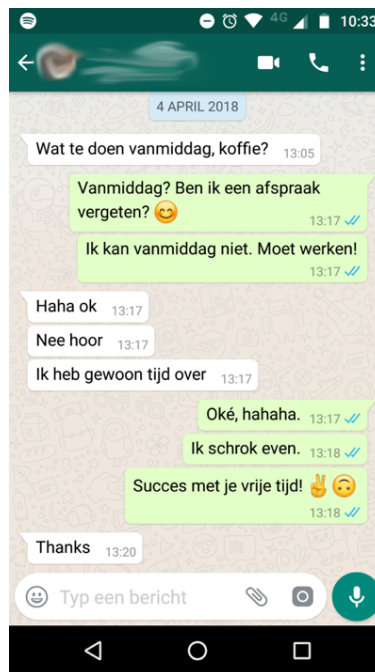 4G 10:33
4 APRIL 2018
Wat te doen vanmiddag, koffie? 13:05
Vanmiddag? Ben ik een afspraak
vergeten? 😊 13:17
Ik kan vanmiddag niet. Moet werken!
13:17
Haha ok 13:17
Nee hoor 13:17
Ik heb gewoon tijd over 13:17
Oké, hahaha. 13:17
Ik schrok even. 13:18
Succes met je vrije tijd! ✌️🙃
13:18
Thanks 13:20
Typ een bericht